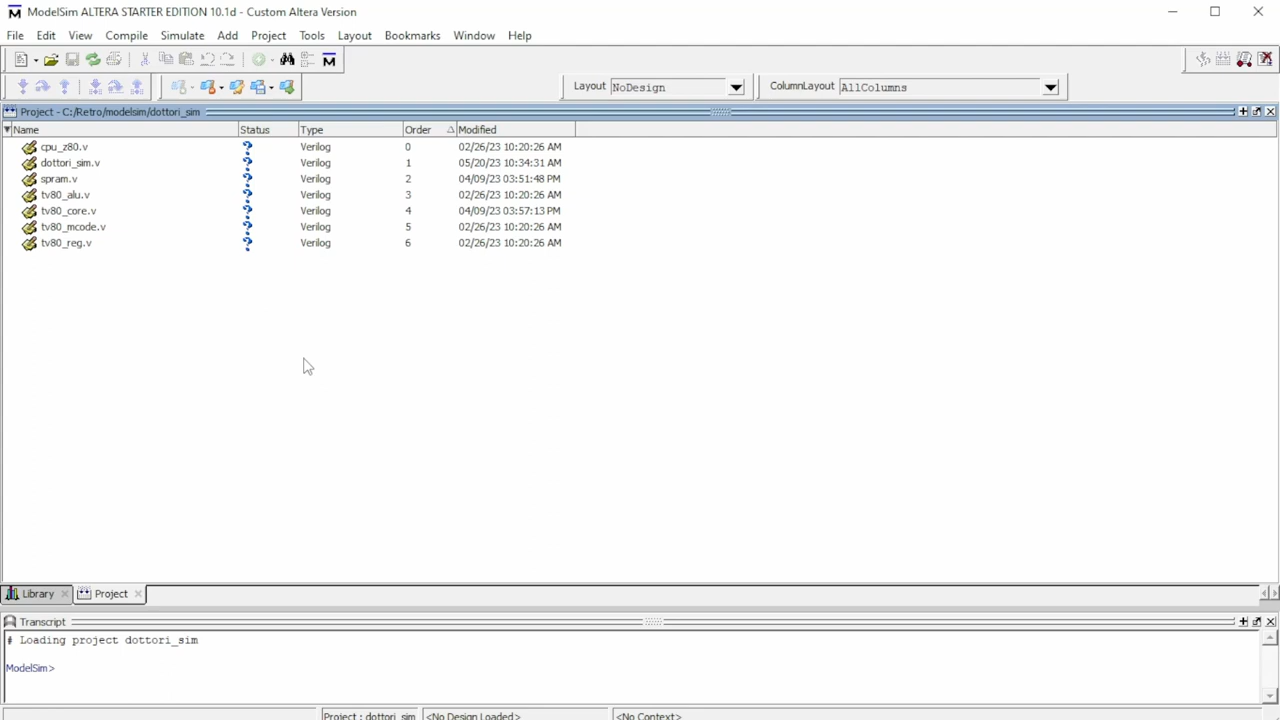 ModelSim ALTERA STARTER EDITION 10.1d - Custom Altera Version
File Edit View Compile Simulate Add Project Tools Layout Bookmarks Window Help
Layout NoDesign ColumnLayout AllColumns
Project - C:/Retro/modelsim/dottori_sim
Name Status Type Order Modified
cpu_z80.v ? Verilog 0 02/26/23 10:20:26 AM
dottori_sim.v ? Verilog 1 05/20/23 10:34:31 AM
spram.v ? Verilog 2 04/09/23 03:51:48 PM
tv80_alu.v ? Verilog 3 02/26/23 10:20:26 AM
tv80_core.v ? Verilog 4 04/09/23 03:57:13 PM
tv80_mcode.v ? Verilog 5 02/26/23 10:20:26 AM
tv80_reg.v ? Verilog 6 02/26/23 10:20:26 AM
Library Project
Transcript
# Loading project dottori_sim
ModelSim>
Project : dottori_sim <No Design Loaded> <No Context>